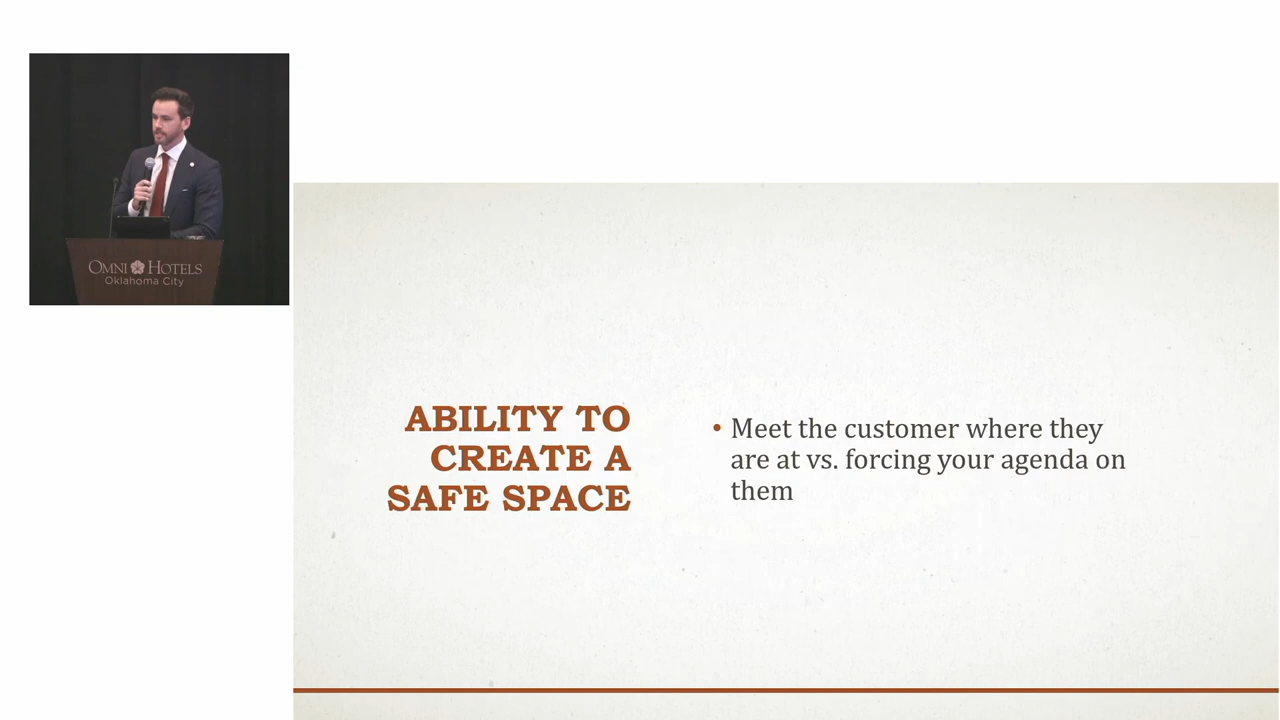 OMNI HOTELS
Oklahoma City
ABILITY TO
CREATE A
SAFE SPACE
• Meet the customer where they
are at vs. forcing your agenda on
them